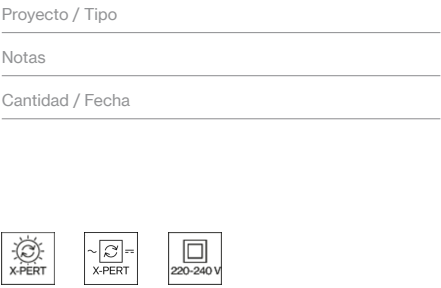 Proyecto / Tipo
Notas
Cantidad / Fecha
X-PERT
X-PERT
220-240 V